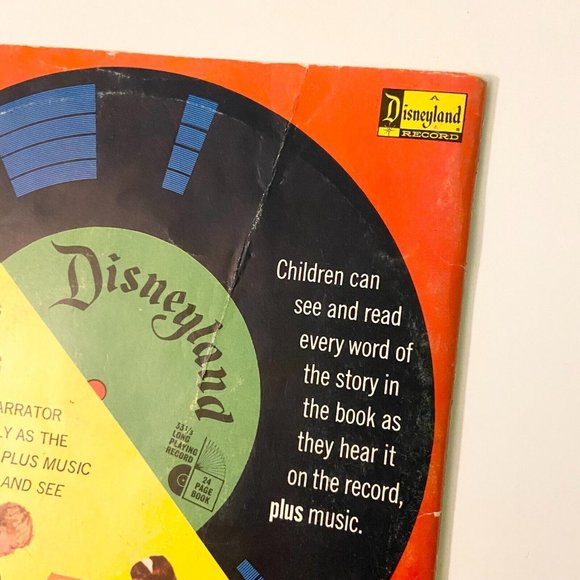 A
Disneyland
RECORD
Disneyland
33 1/3
LONG
PLAYING
RECORD
24
PAGE
BOOK
Children can
see and read
every word of
the story in
the book as
they hear it
on the record,
plus music.
ARRATOR
LY AS THE
PLUS MUSIC
AND SEE